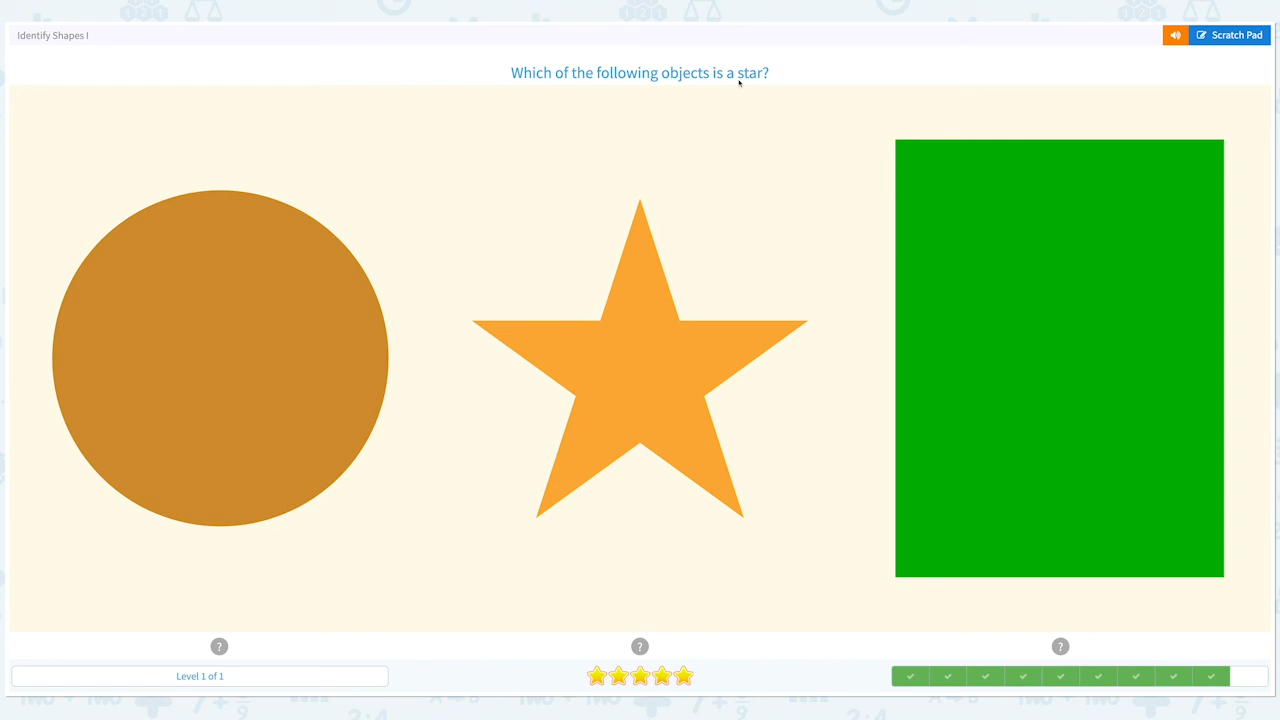 Identify Shapes I
Scratch Pad
Which of the following objects is a star?
?
?
?
Level 1 of 1